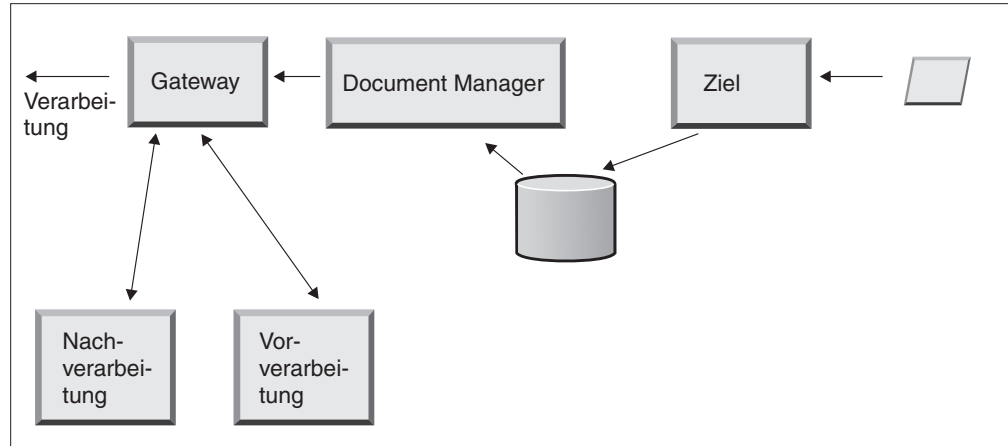 Gateway
Document Manager
Ziel
Verarbei-
tung
Nach-
verarbei-
tung
Vor-
verarbei-
tung